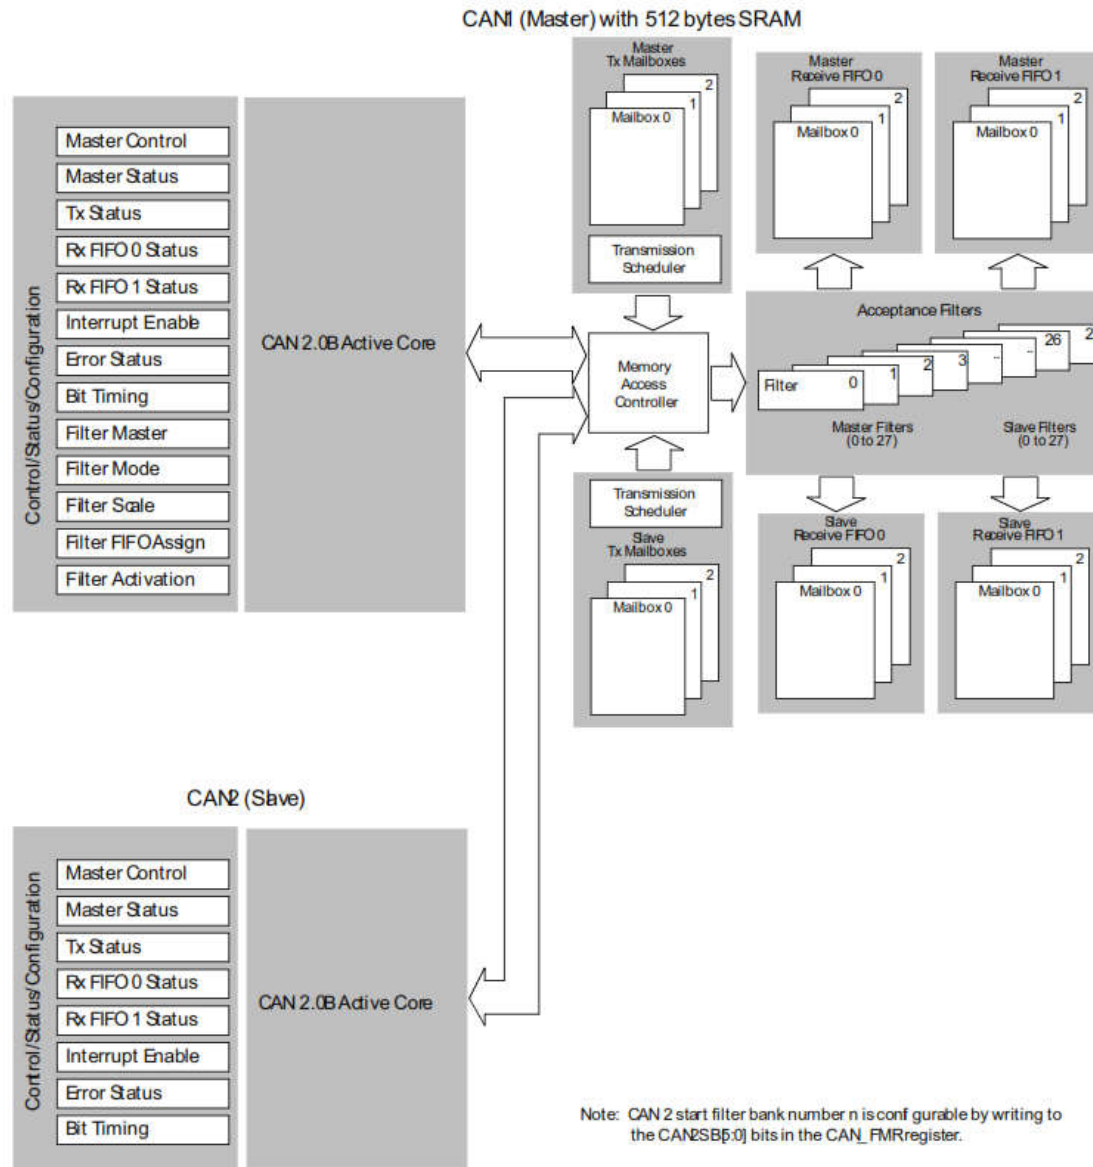 CAN1 (Master) with 512 bytes SRAM
Control/Status/Configuration
Master Control
Master Status
Tx Status
Rx FIFO 0 Status
Rx FIFO 1 Status
Interrupt Enable
Error Status
Bit Timing
Filter Master
Filter Mode
Filter Scale
Filter FIFO Assign
Filter Activation
CAN 2.0B Active Core
Master
Tx Mailboxes
2
1
Mailbox 0
Transmission
Scheduler
Master
Receive FIFO 0
2
1
Mailbox 0
Master
Receive FIFO 1
2
1
Mailbox 0
Memory
Access
Controller
Acceptance Filters
Filter
0
1
2
3
..
..
26
2
Master Filters
(0 to 27)
Slave Filters
(0 to 27)
Transmission
Scheduler
Slave
Tx Mailboxes
2
1
Mailbox 0
Slave
Receive FIFO 0
2
1
Mailbox 0
Slave
Receive FIFO 1
2
1
Mailbox 0
CAN2 (Slave)
Control/Status/Configuration
Master Control
Master Status
Tx Status
Rx FIFO 0 Status
Rx FIFO 1 Status
Interrupt Enable
Error Status
Bit Timing
CAN 2.0B Active Core
Note: CAN 2 start filter bank number n is configurable by writing to
the CAN2SB[5:0] bits in the CAN_FMR register.